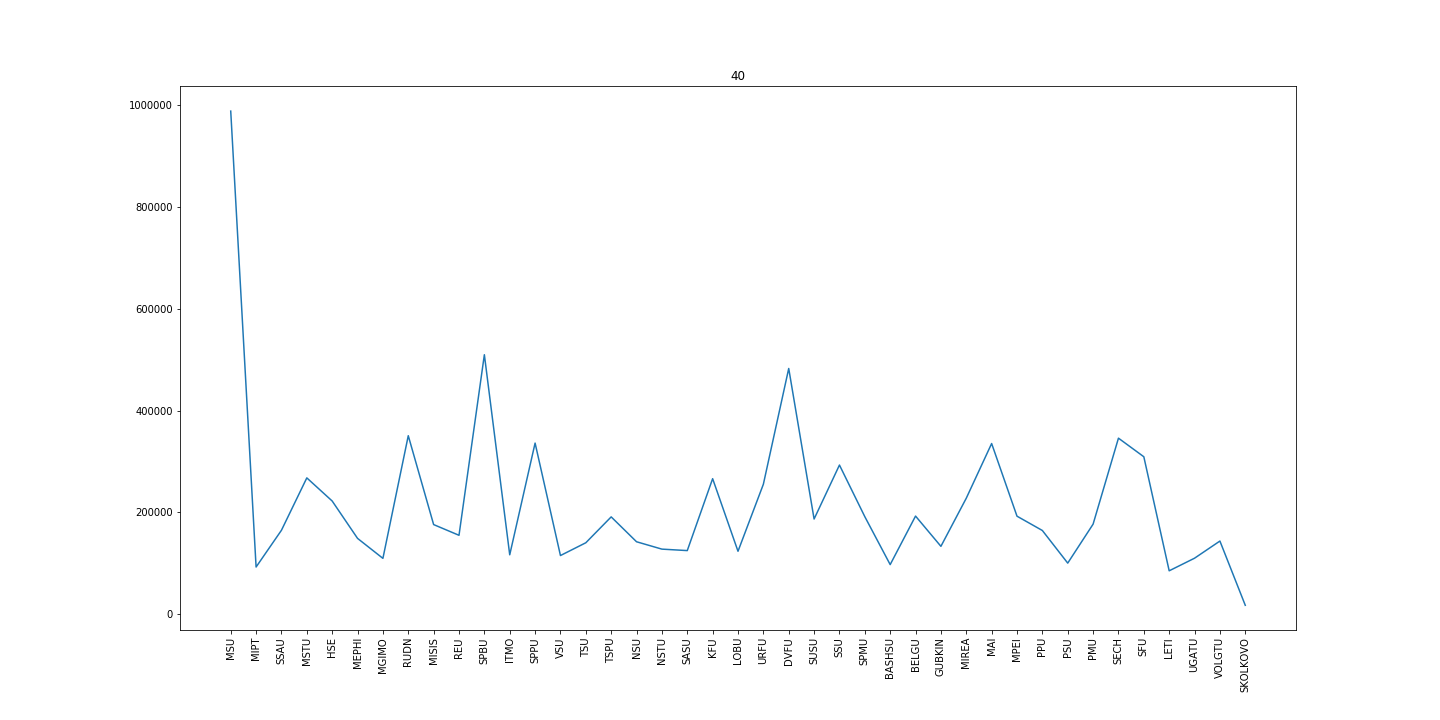 40
1000000
800000
600000
400000
200000
0
MSU
MIPT
SSAU
MSTU
HSE
MEPHI
MGIMO
RUDN
MISIS
REU
SPBU
ITMO
SPPU
VSU
TSU
TSPU
NSU
NSTU
SASU
KFU
LOBU
URFU
DVFU
SUSU
SSU
SPMU
BASHSU
BELGU
GUBKIN
MIREA
MAI
MPEI
PPU
PSU
PMU
SECH
SFU
LETI
UGATU
VOLGTU
SKOLKOVO